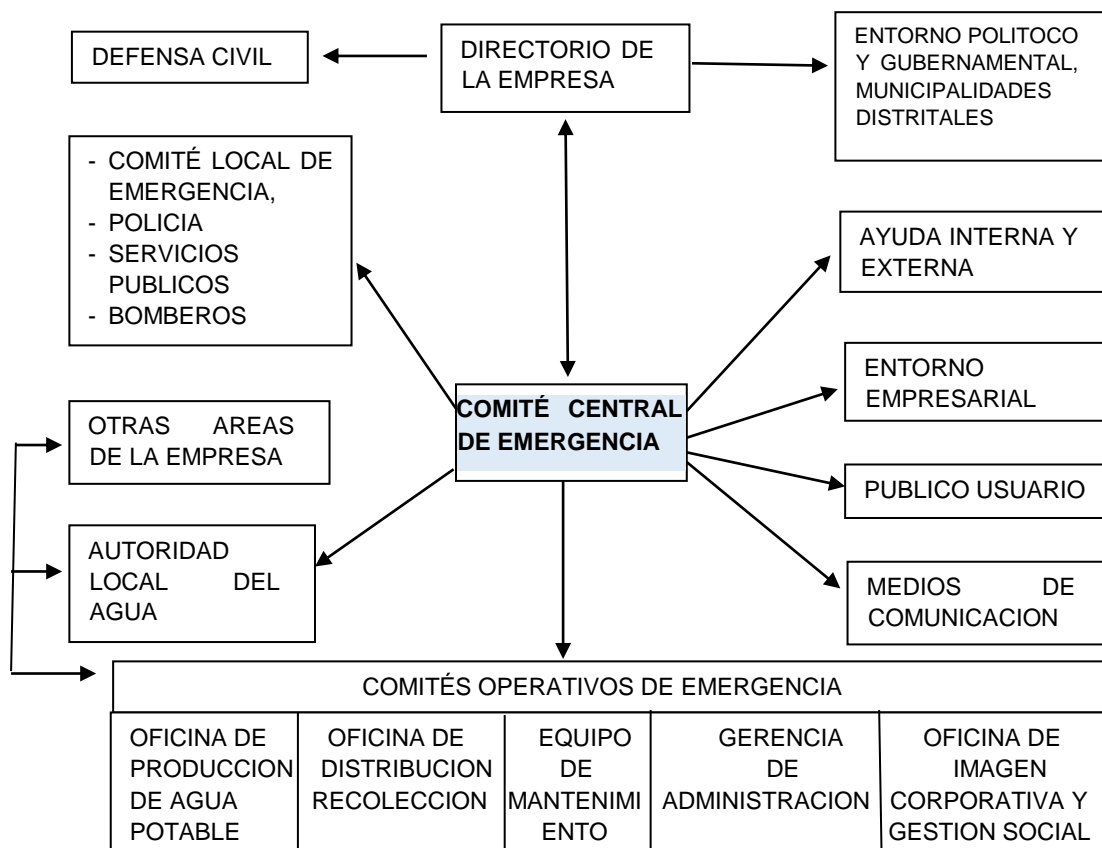 DEFENSA CIVIL
DIRECTORIO DE
LA EMPRESA
ENTORNO POLITOCO
Y GUBERNAMENTAL,
MUNICIPALIDADES
DISTRITALES
- COMITÉ LOCAL DE
EMERGENCIA,
- POLICIA
- SERVICIOS
PUBLICOS
- BOMBEROS
AYUDA INTERNA Y
EXTERNA
ENTORNO
EMPRESARIAL
COMITÉ CENTRAL
DE EMERGENCIA
OTRAS AREAS
DE LA EMPRESA
PUBLICO USUARIO
AUTORIDAD
LOCAL DEL
AGUA
MEDIOS DE
COMUNICACION
COMITÉS OPERATIVOS DE EMERGENCIA
OFICINA DE
PRODUCCION
DE AGUA
POTABLE
OFICINA DE
DISTRIBUCION
RECOLECCION
EQUIPO
DE
MANTENIMI
ENTO
GERENCIA
DE
ADMINISTRACION
OFICINA DE
IMAGEN
CORPORATIVA Y
GESTION SOCIAL